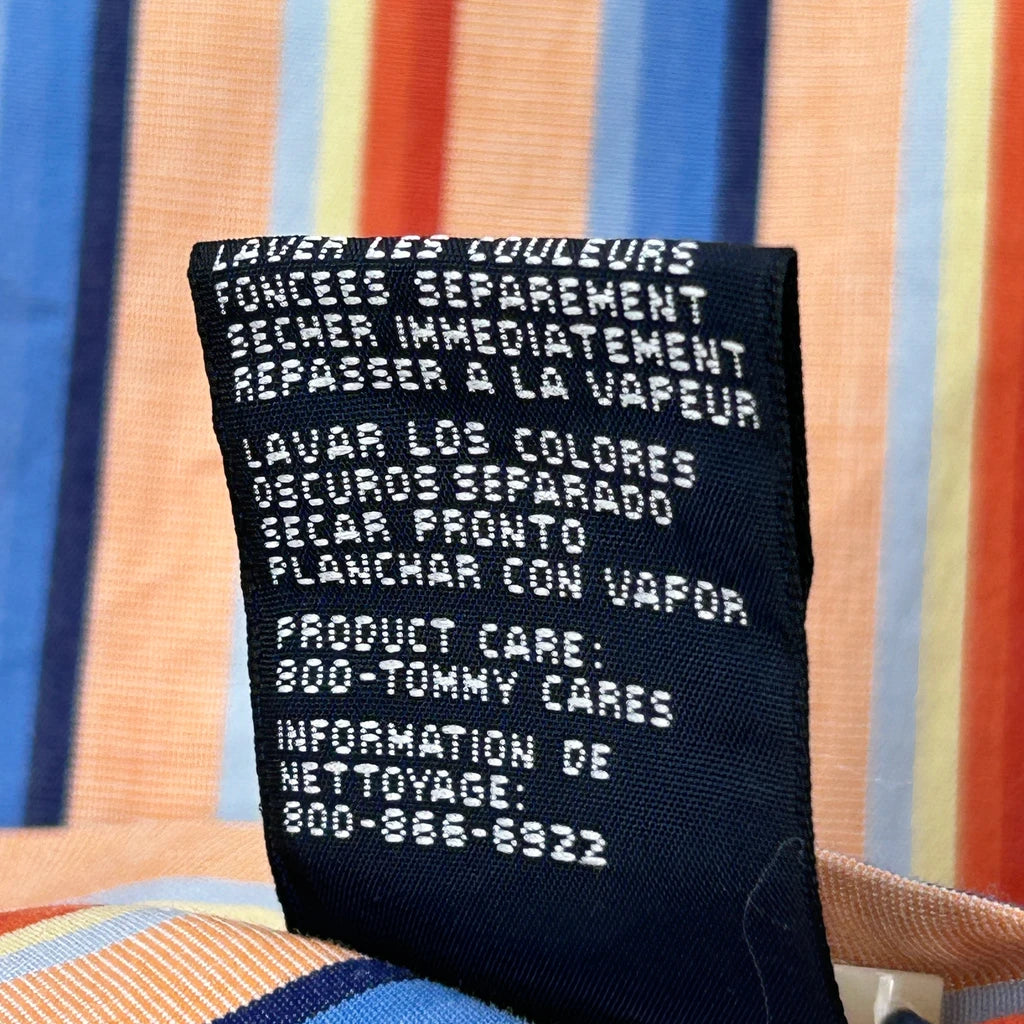 LAVER LES COULEURS
FONCEES SEPAREMENT
SECHER IMMEDIATEMENT
REPASSER A LA VAPEUR
LAVAR LOS COLORES
OSCUROS SEPARADO
SECAR PRONTO
PLANCHAR CON VAPOR
PRODUCT CARE:
800-TOMMY CARES
INFORMATION DE
NETTOYAGE:
800-866-6922